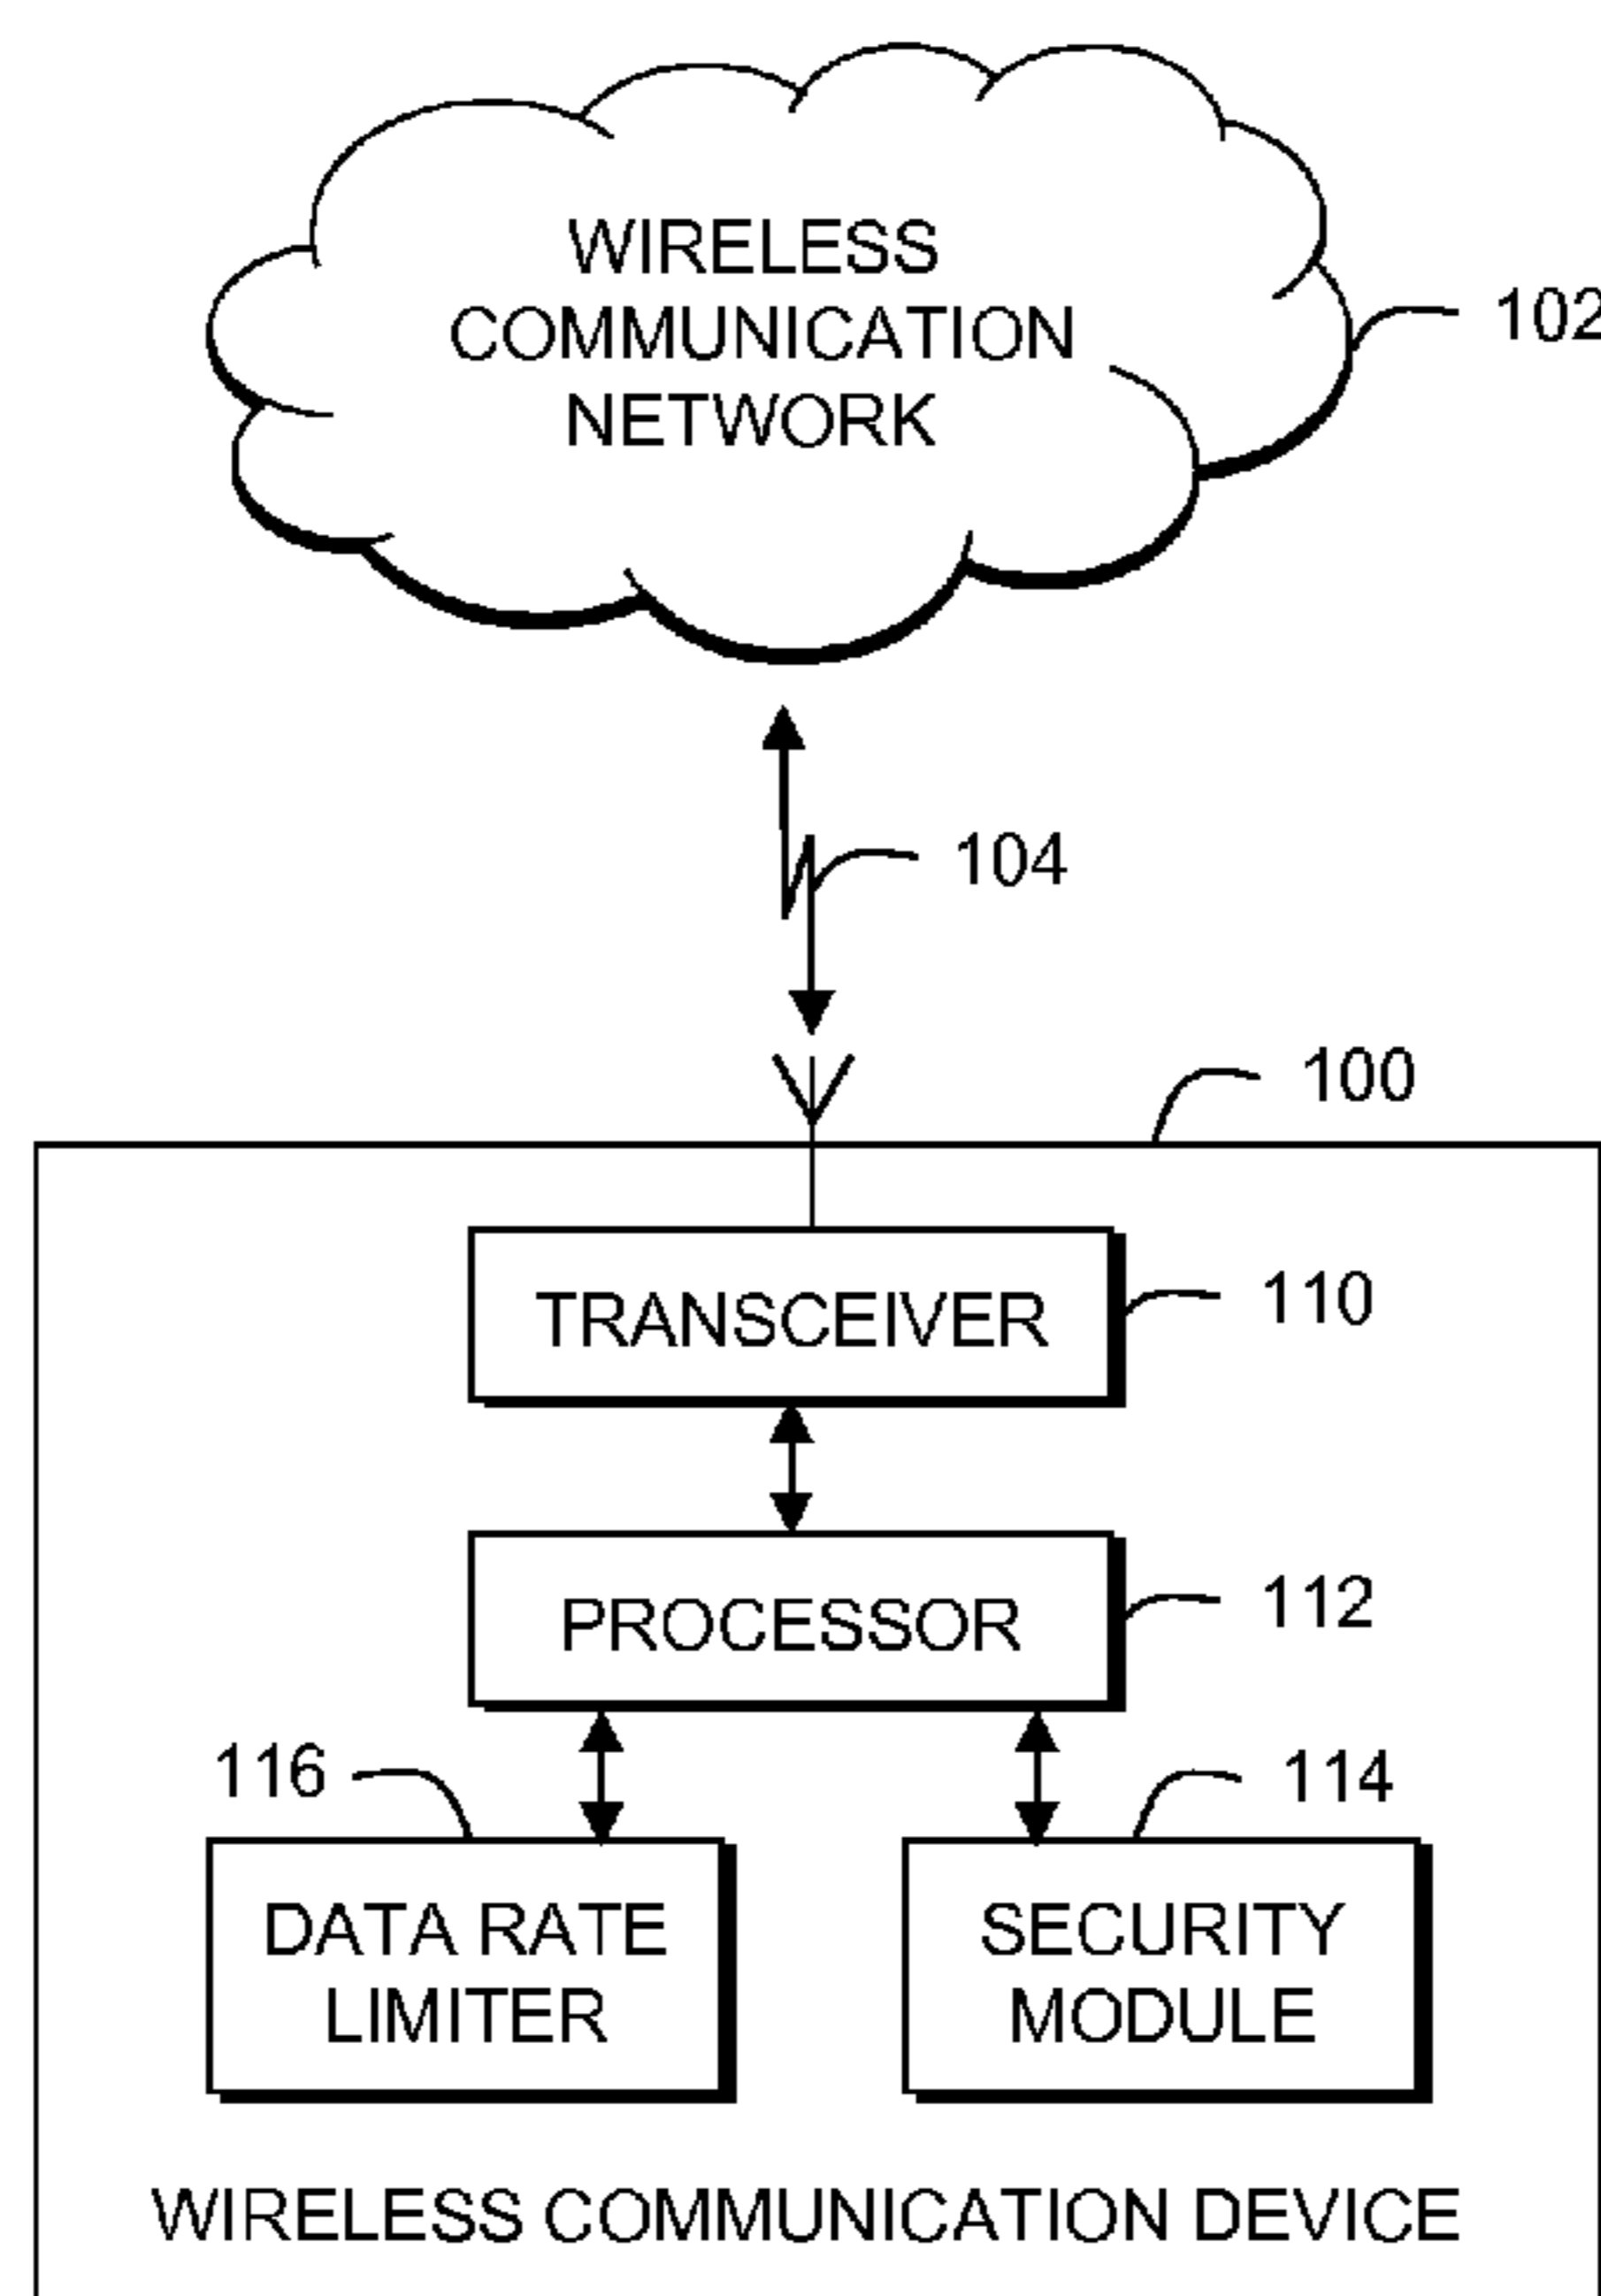 WIRELESS
COMMUNICATION
NETWORK
102
104
100
TRANSCEIVER
110
PROCESSOR
112
116
114
DATA RATE
LIMITER
SECURITY
MODULE
WIRELESS COMMUNICATION DEVICE